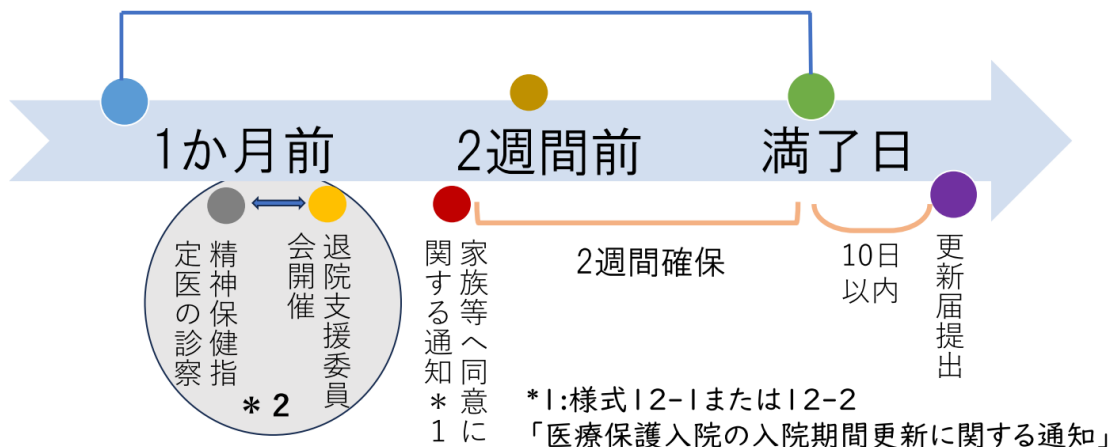 1か月前
2週間前
満了日
精神保健指
定医の診察
退院支援委員
会開催
*2
家族等へ同意に
関する通知*1
2週間確保
10日
以内
更新届提出
*1:様式12-1または12-2
「医療保護入院の入院期間更新に関する通知」